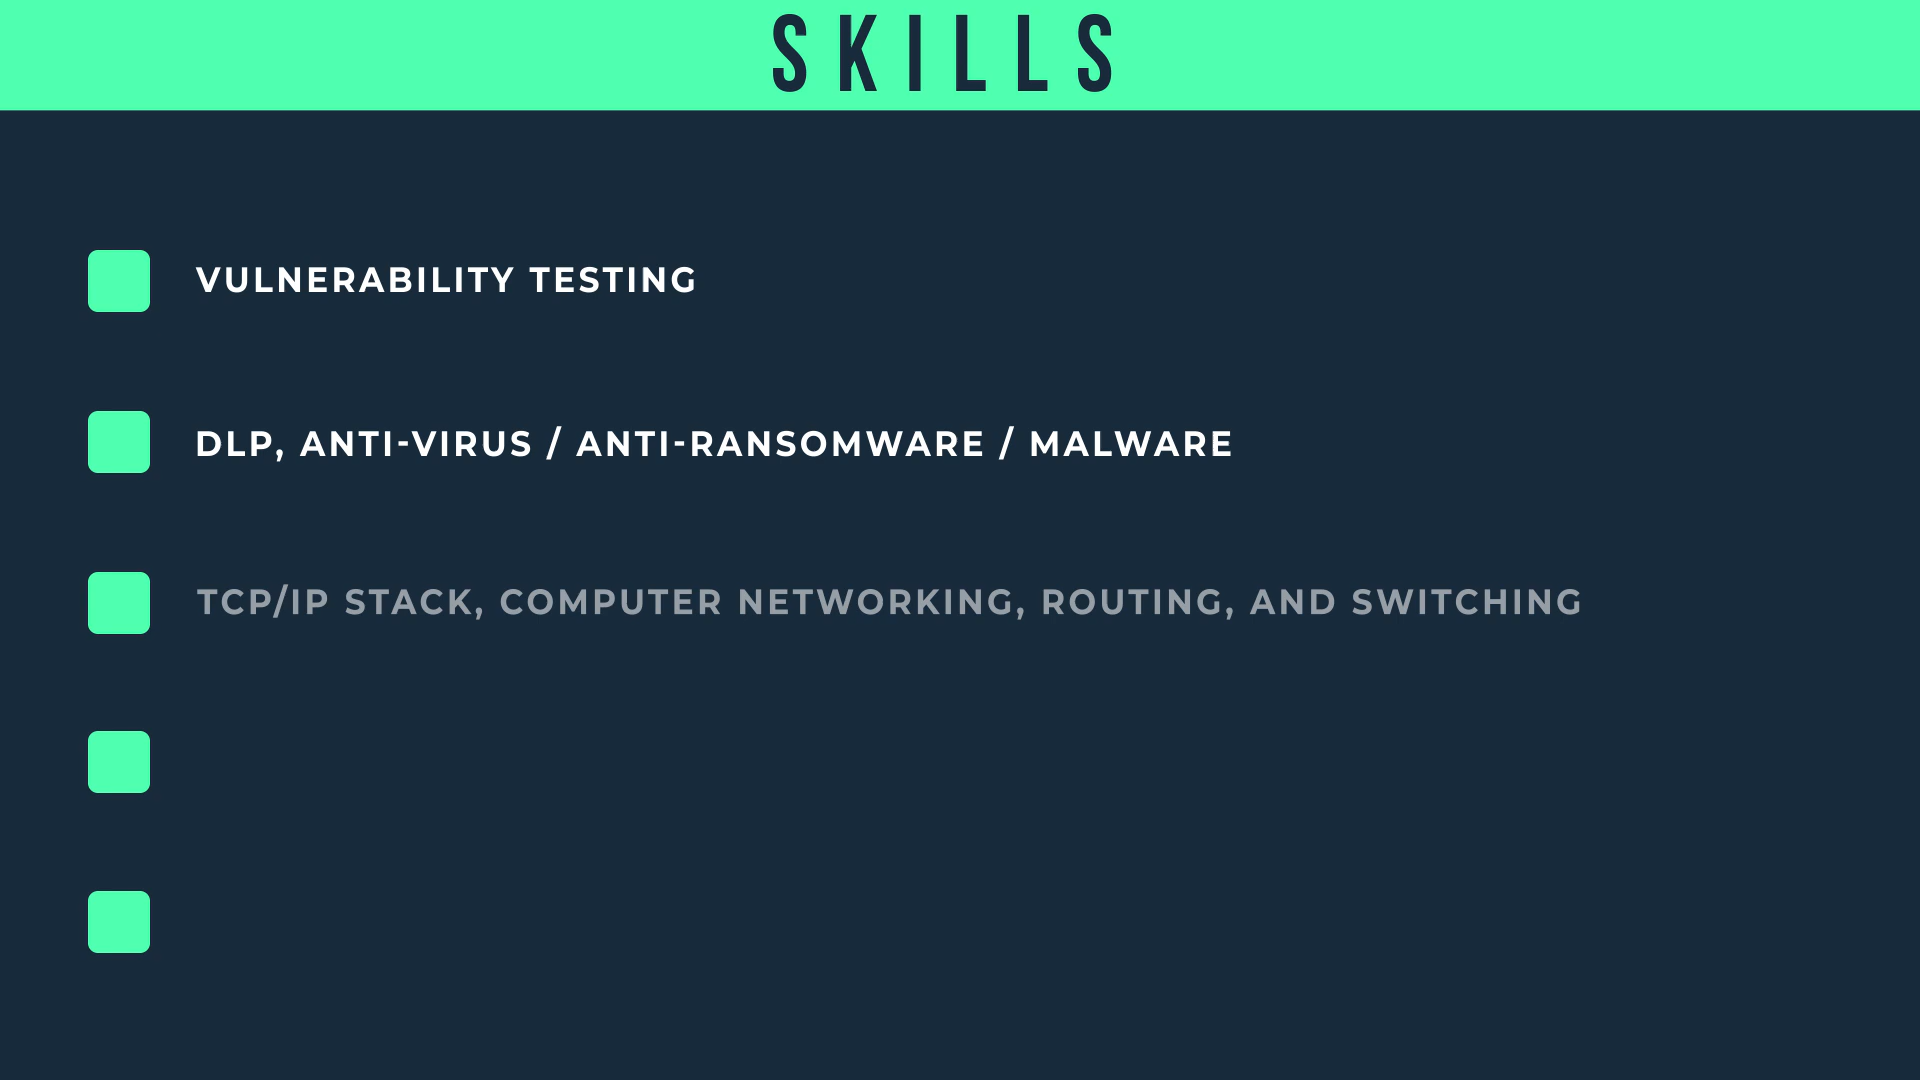 SKILLS
VULNERABILITY TESTING
DLP, ANTI-VIRUS / ANTI-RANSOMWARE / MALWARE
TCP/IP STACK, COMPUTER NETWORKING, ROUTING, AND SWITCHING